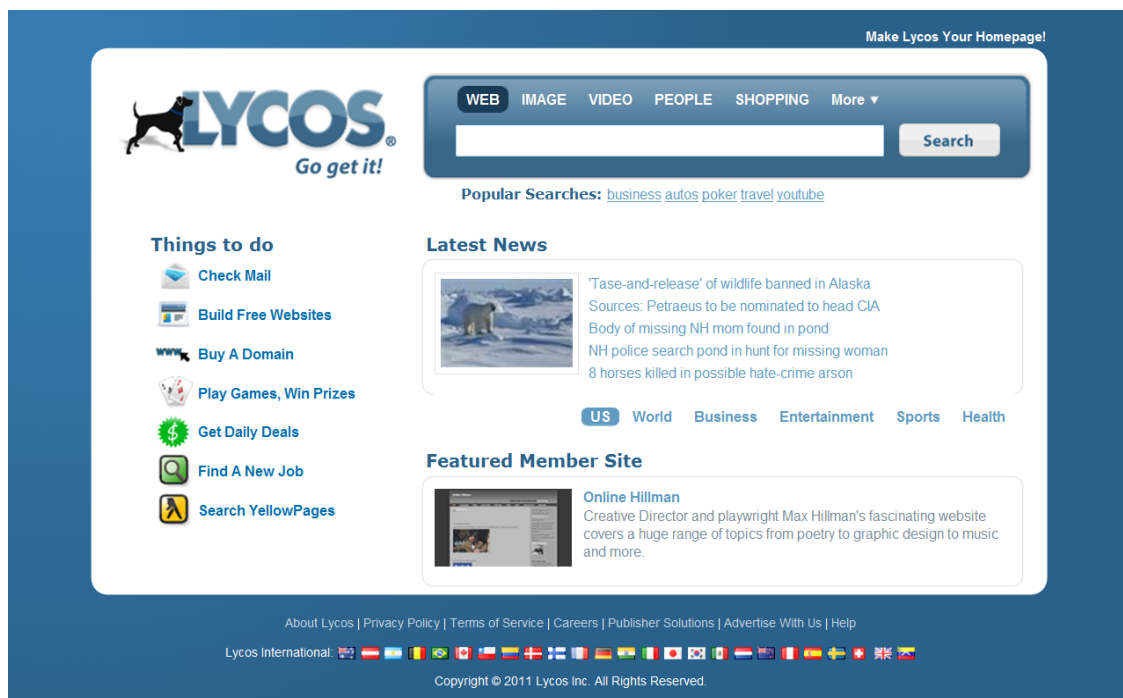 Make Lycos Your Homepage!
LYCOS®
Go get it!
WEB IMAGE VIDEO PEOPLE SHOPPING More ▼
Search
Popular Searches: business autos poker travel youtube
Things to do
Check Mail
Build Free Websites
www Buy A Domain
Play Games, Win Prizes
Get Daily Deals
Find A New Job
Search YellowPages
Latest News
'Tase-and-release' of wildlife banned in Alaska
Sources: Petraeus to be nominated to head CIA
Body of missing NH mom found in pond
NH police search pond in hunt for missing woman
8 horses killed in possible hate-crime arson
US World Business Entertainment Sports Health
Featured Member Site
Online Hillman
Creative Director and playwright Max Hillman's fascinating website
covers a huge range of topics from poetry to graphic design to music
and more.
About Lycos | Privacy Policy | Terms of Service | Careers | Publisher Solutions | Advertise With Us | Help
Lycos International:
Copyright © 2011 Lycos Inc. All Rights Reserved.